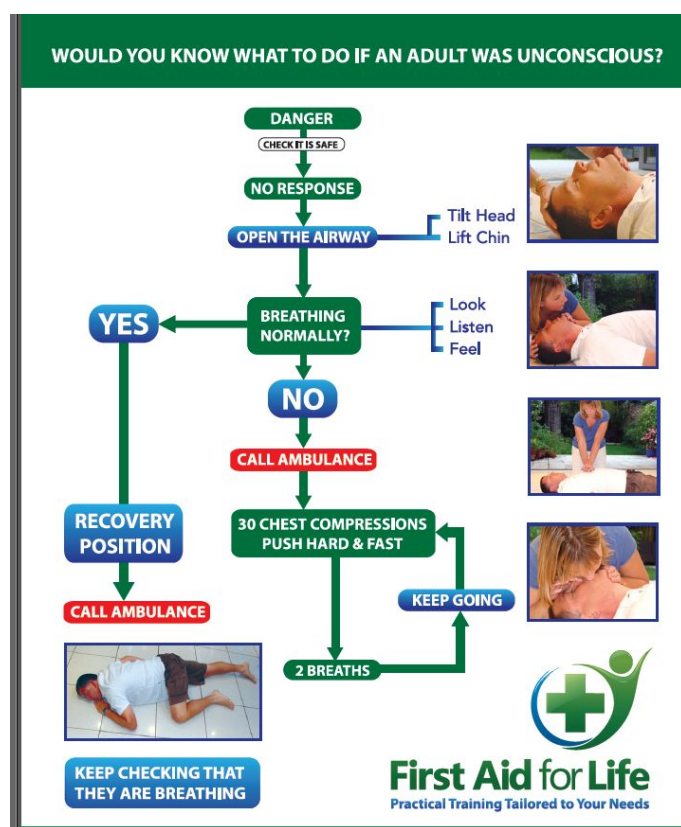 WOULD YOU KNOW WHAT TO DO IF AN ADULT WAS UNCONSCIOUS?
DANGER
CHECK IT IS SAFE
NO RESPONSE
OPEN THE AIRWAY
Tilt Head
Lift Chin
BREATHING
NORMALLY?
Look
Listen
Feel
YES
NO
CALL AMBULANCE
30 CHEST COMPRESSIONS
PUSH HARD & FAST
KEEP GOING
2 BREATHS
RECOVERY
POSITION
CALL AMBULANCE
KEEP CHECKING THAT
THEY ARE BREATHING
First Aid for Life
Practical Training Tailored to Your Needs